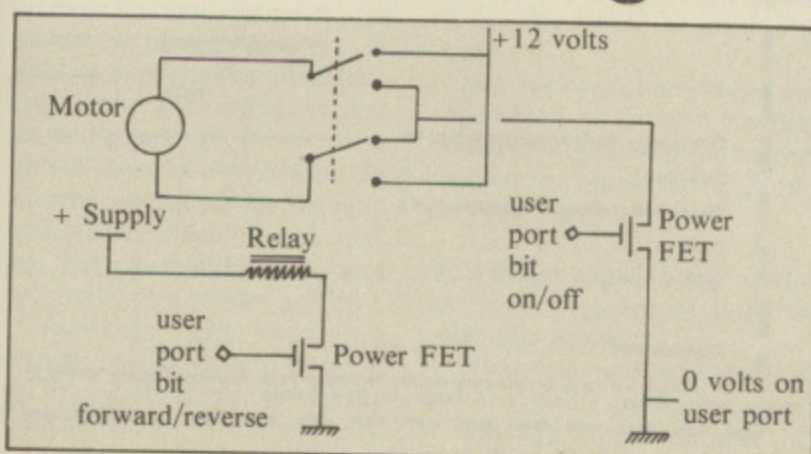 +12 volts
Motor
+ Supply
Relay
user
port
bit
on/off
Power
FET
user
port
bit
forward/reverse
Power FET
0 volts on
user port